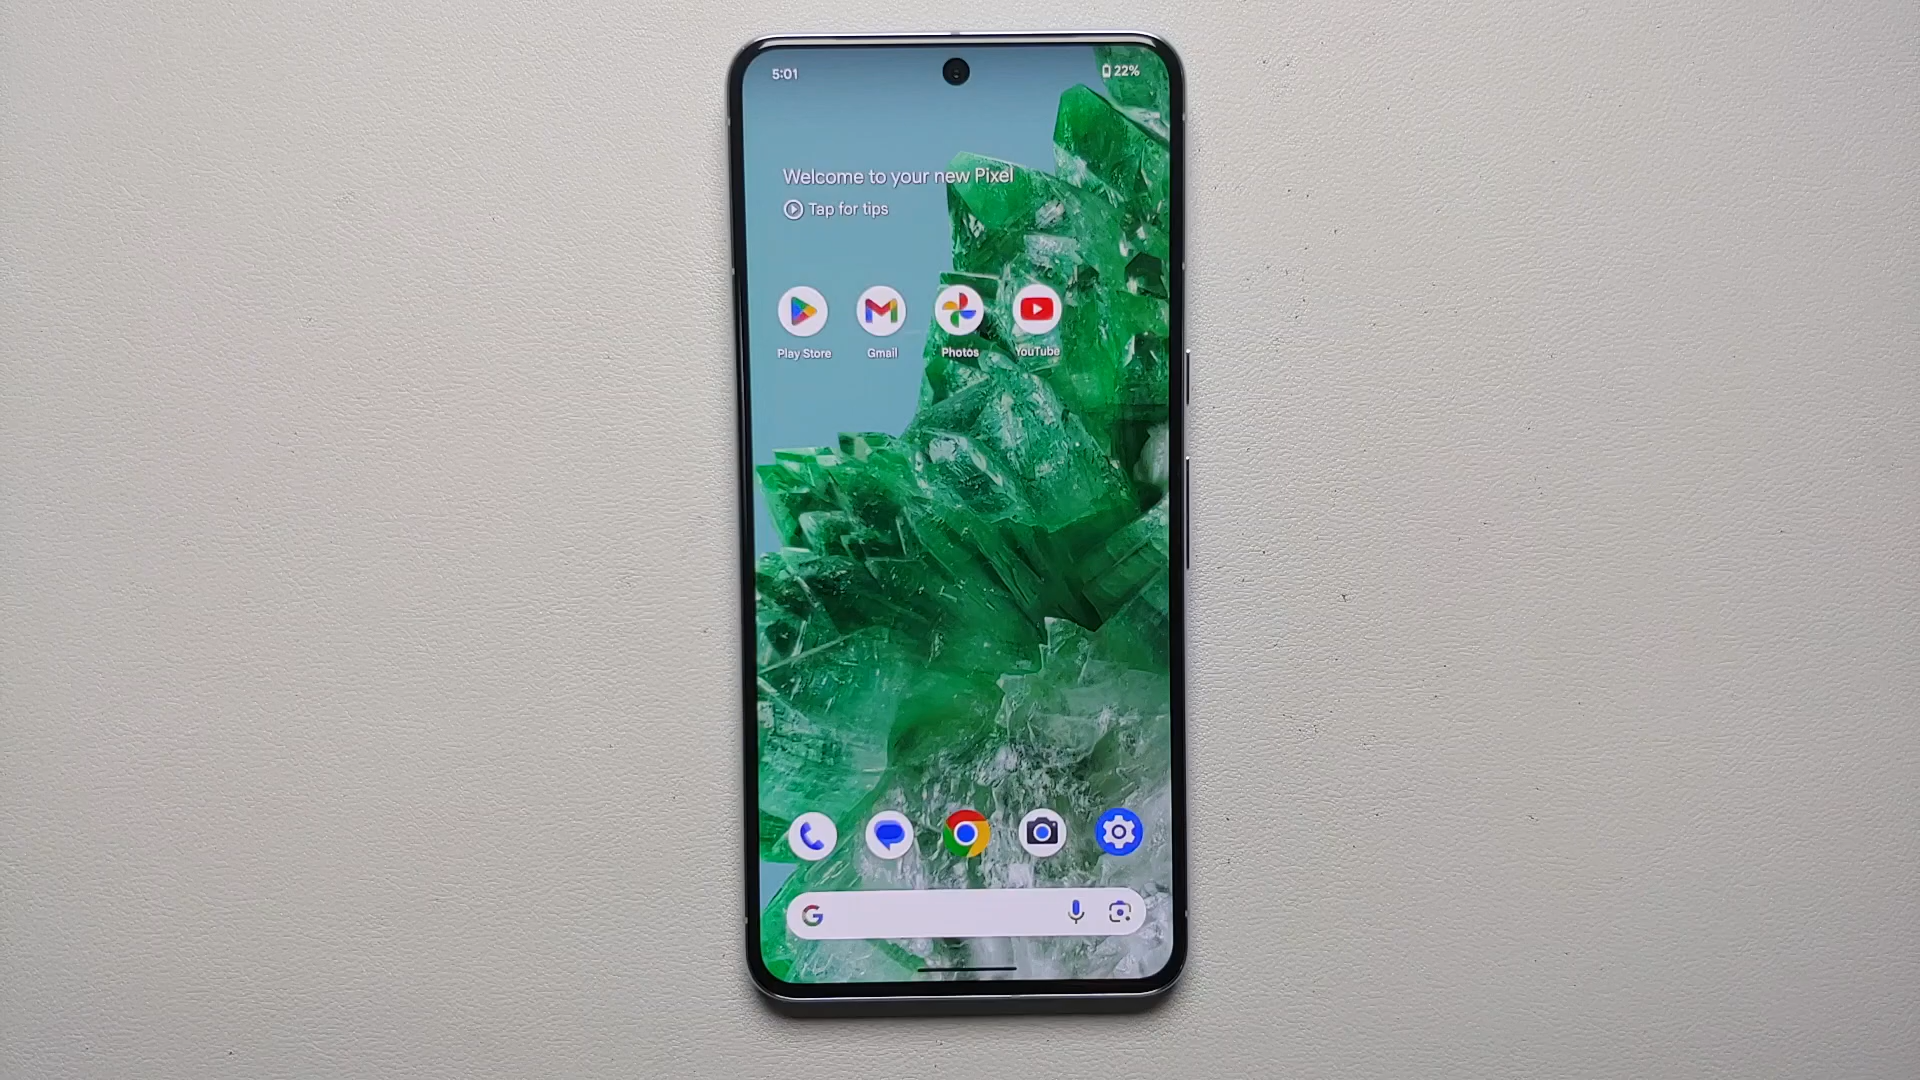 5:01
22%
Welcome to your new Pixel
Tap for tips
Play Store
Gmail
Photos
YouTube